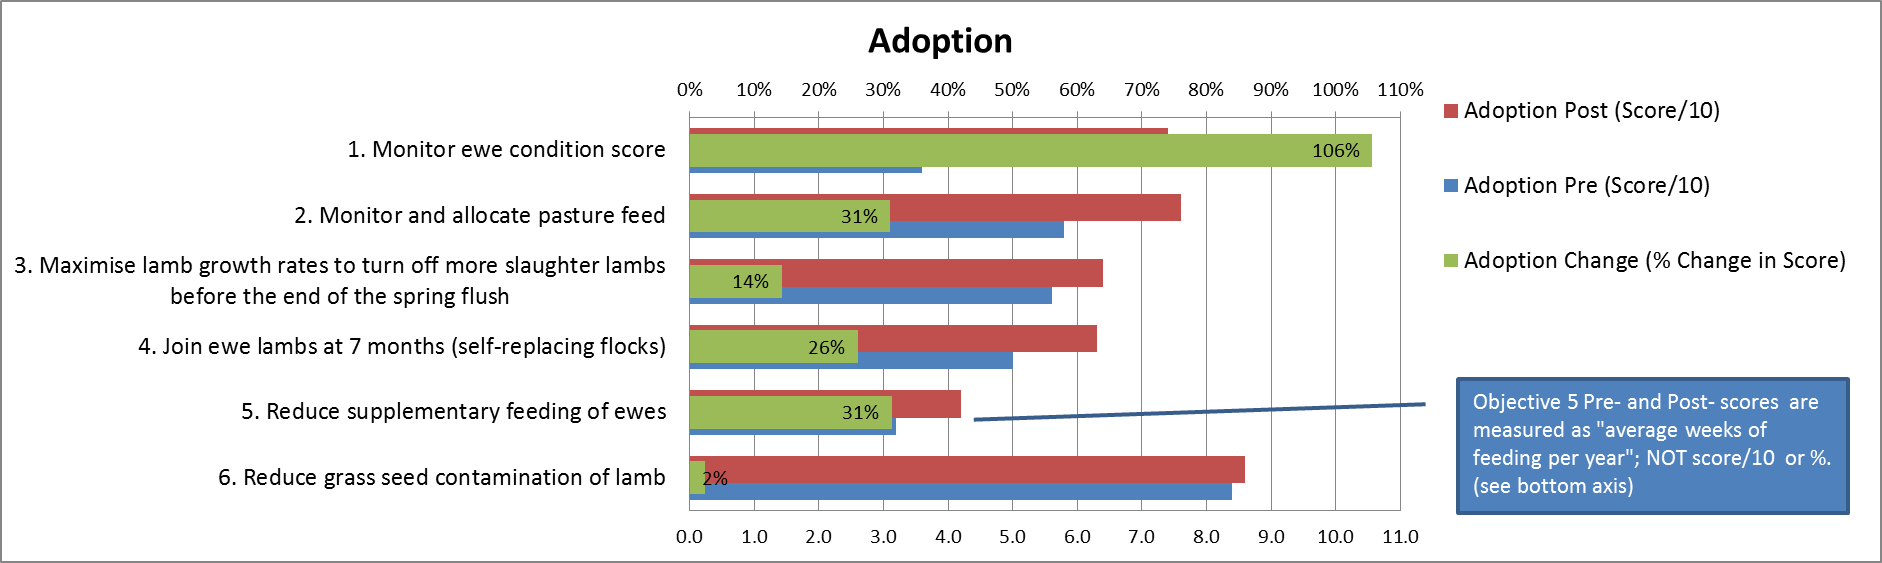 Adoption
0% 10% 20% 30% 40% 50% 60% 70% 80% 90% 100% 110%
1. Monitor ewe condition score
106%
2. Monitor and allocate pasture feed
31%
3. Maximise lamb growth rates to turn off more slaughter lambs
before the end of the spring flush
14%
4. Join ewe lambs at 7 months (self-replacing flocks)
26%
5. Reduce supplementary feeding of ewes
31%
6. Reduce grass seed contamination of lamb
2%
0.0 1.0 2.0 3.0 4.0 5.0 6.0 7.0 8.0 9.0 10.0 11.0
Adoption Post (Score/10)
Adoption Pre (Score/10)
Adoption Change (% Change in Score)
Objective 5 Pre- and Post- scores are
measured as "average weeks of
feeding per year"; NOT score/10 or %.
(see bottom axis)